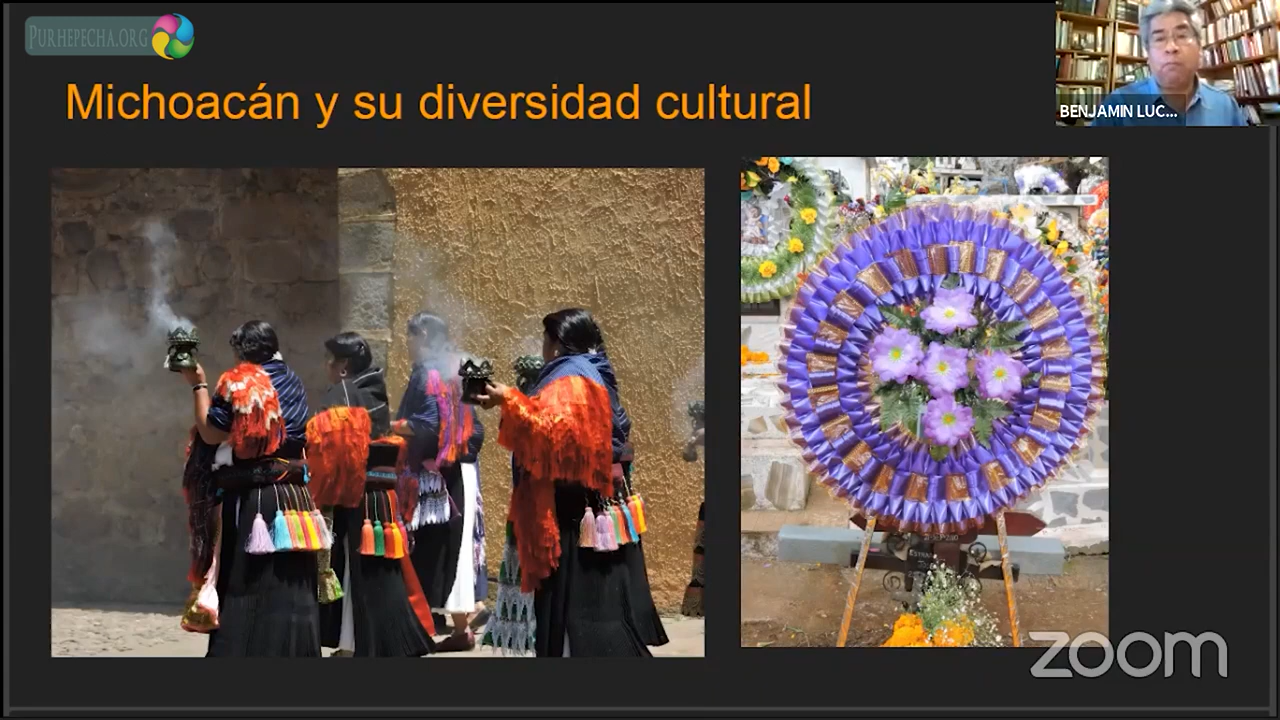 PURHEPECHA.ORG
Michoacán y su diversidad cultural
BENJAMIN LUC...
zoom